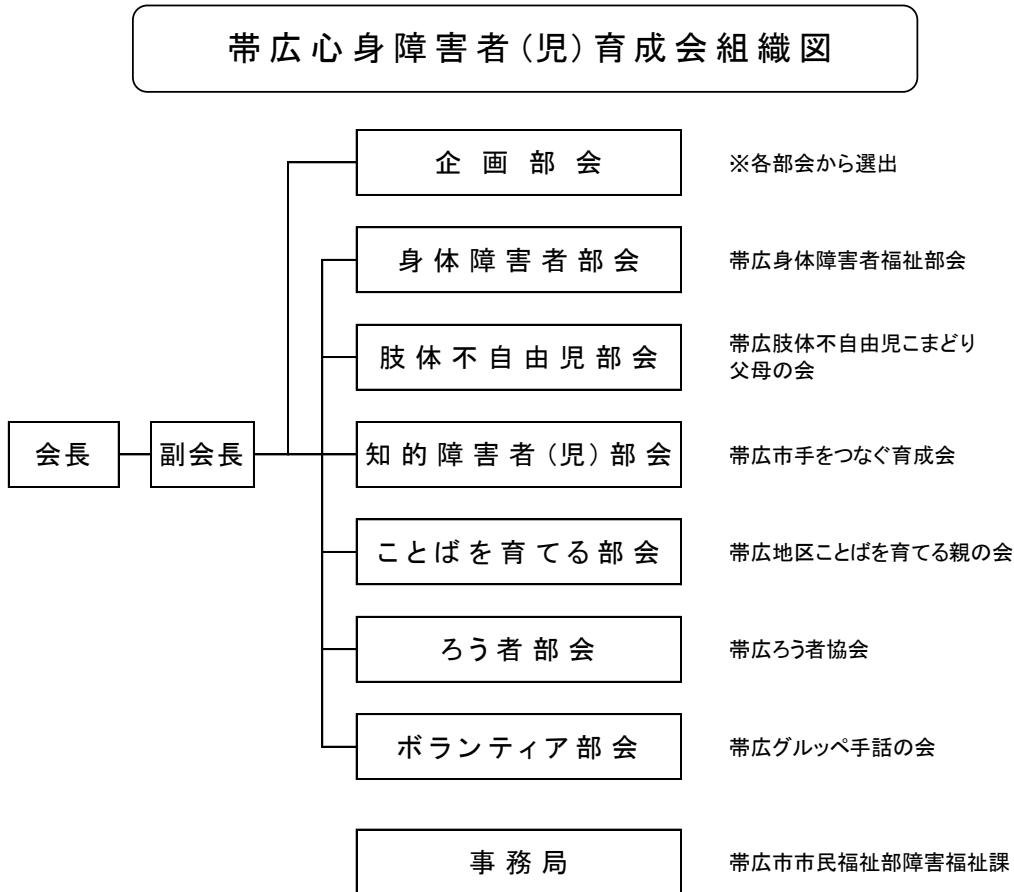 帯広心身障害者(児)育成会組織図
企画部会
※各部会から選出
身体障害者部会
帯広身体障害者福祉部会
肢体不自由児部会
帯広肢体不自由児こまどり
父母の会
会長
副会長
知的障害者(児)部会
帯広市手をつなぐ育成会
ことばを育てる部会
帯広地区ことばを育てる親の会
ろう者部会
帯広ろう者協会
ボランティア部会
帯広グルッペ手話の会
事務局
帯広市市民福祉部障害福祉課